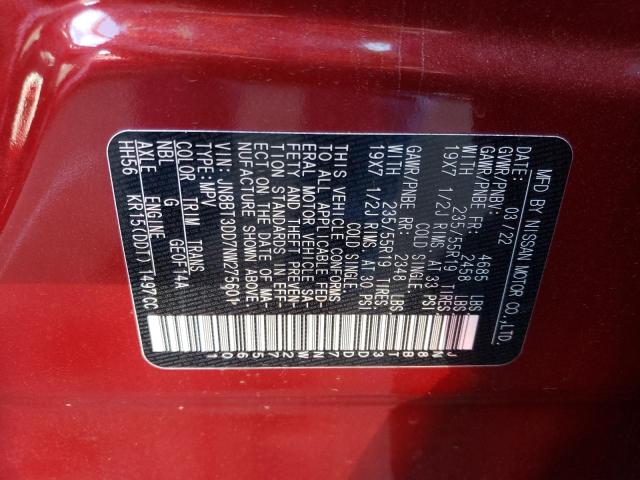 MFD BY NISSAN MOTOR CO.,LTD.
03 /22
GVWR/PNBV: 4685 LBS
GAWR/PNBE FR: 2458 LBS
WITH 235/55R19 TIRES
19X7 1/2J RIMS, AT 33 PSI
COLD SINGLE
GAWR/PNBE RR: 2348 LBS
WITH 235/55R19 TIRES
19X7 1/2J RIMS, AT 30 PSI
COLD SINGLE
THIS VEHICLE CONFORMS
TO ALL APPLICABLE FED-
ERAL MOTOR VEHICLE SA-
FETY AND THEFT PREVEN-
TION STANDARDS IN EFF-
ECT ON THE DATE OF MA-
NUFACTURE SHOWN ABOVE.
JN8BT3DD7NW275601
TYPE:MPV
COLOR TRIM TRANS
NBL G GE0F14A
AXLE ENGINE
HH56 KR15(DDT) 1497CC
JN8BT3DD7NW275601